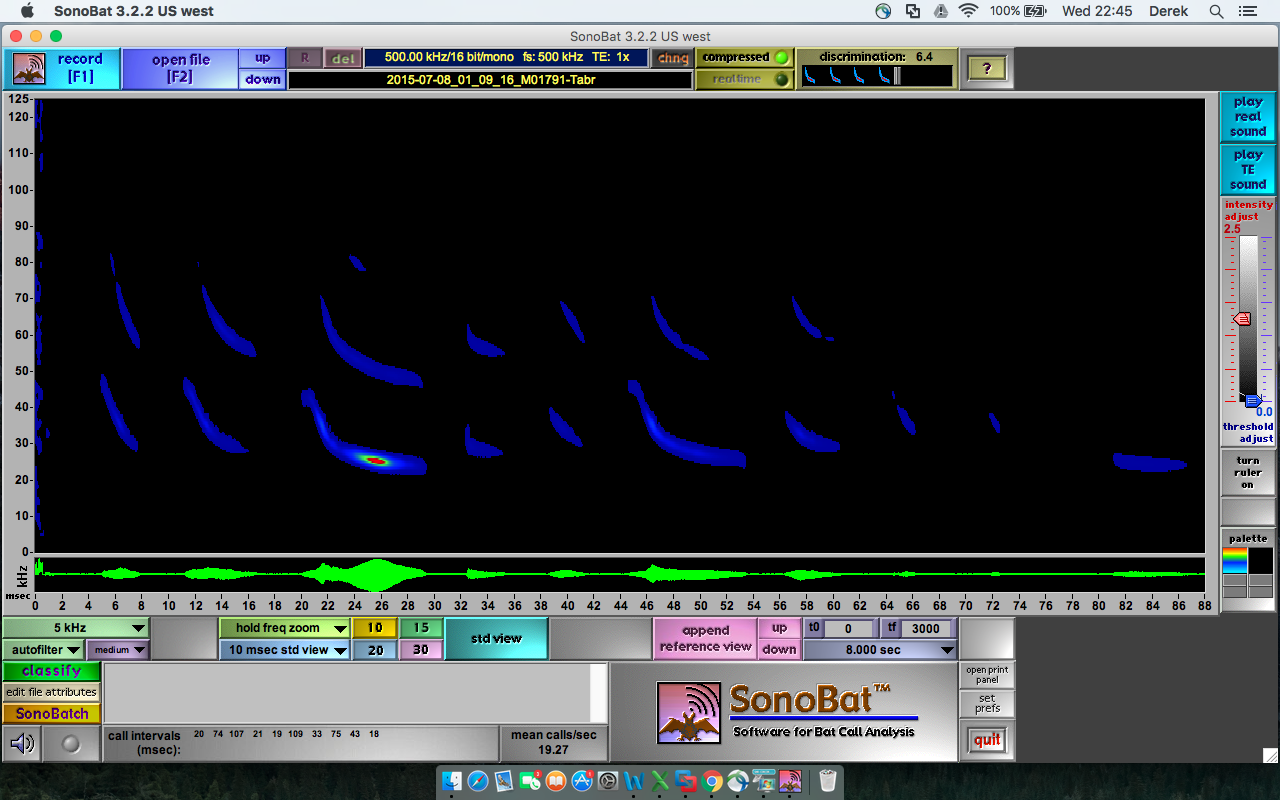 SonoBat 3.2.2 US west
100%
Wed 22:45 Derek
SonoBat 3.2.2 US west
record
[F1]
open file
[F2]
up
down
R
del
500.00 kHz/16 bit/mono fs: 500 kHz TE: 1x
chng
2015-07-08_01_09_16_M01791-Tabr
compressed
realtime
discrimination: 6.4
?
125-
120-
110-
100-
90-
80-
70-
60-
50-
40-
30-
20-
10-
0-
kHz
msec
0 2 4 6 8 10 12 14 16 18 20 22 24 26 28 30 32 34 36 38 40 42 44 46 48 50 52 54 56 58 60 62 64 66 68 70 72 74 76 78 80 82 84 86 88
play
real
sound
play
TE
sound
intensity
adjust
2.5
0.0
threshold
adjust
turn
ruler
on
palette
5 kHz
autofilter
medium
hold freq zoom
10
15
10 msec std view
20
30
std view
append
reference view
up
down
t0 0 tf 3000
8.000 sec
classify
edit file attributes
SonoBatch
call intervals
(msec):
20 74 107 21 19 109 33 75 43 18
mean calls/sec
19.27
SonoBat™
Software for Bat Call Analysis
open print
panel
set
prefs
quit